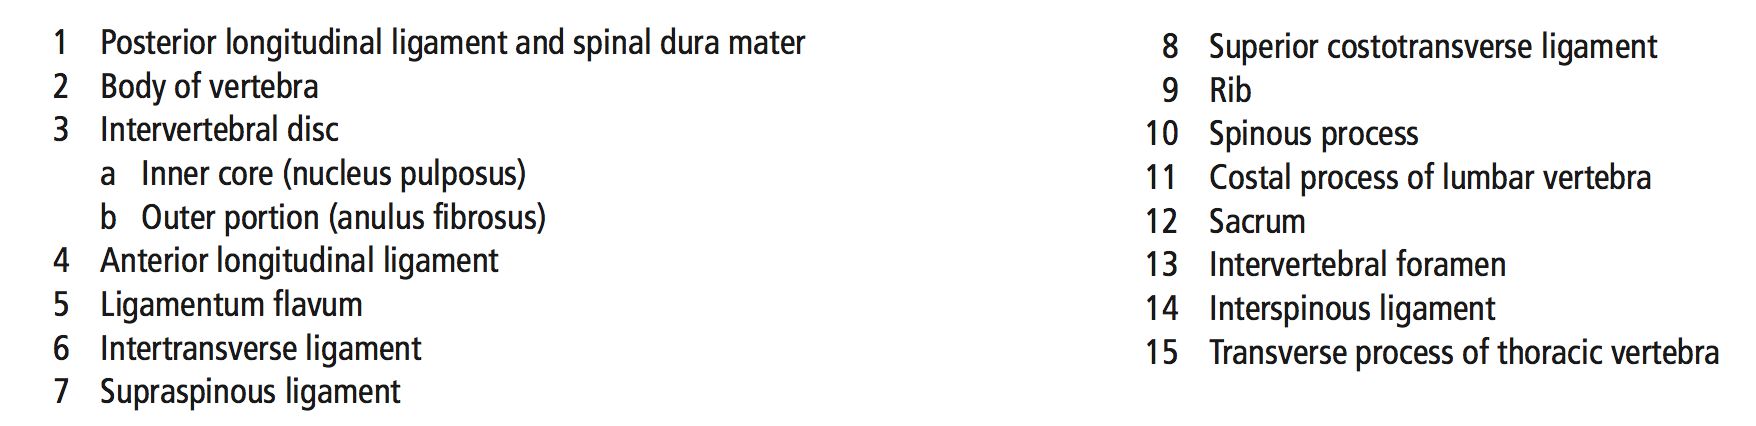 1 Posterior longitudinal ligament and spinal dura mater
2 Body of vertebra
3 Intervertebral disc
a Inner core (nucleus pulposus)
b Outer portion (anulus fibrosus)
4 Anterior longitudinal ligament
5 Ligamentum flavum
6 Intertransverse ligament
7 Supraspinous ligament
8 Superior costotransverse ligament
9 Rib
10 Spinous process
11 Costal process of lumbar vertebra
12 Sacrum
13 Intervertebral foramen
14 Interspinous ligament
15 Transverse process of thoracic vertebra